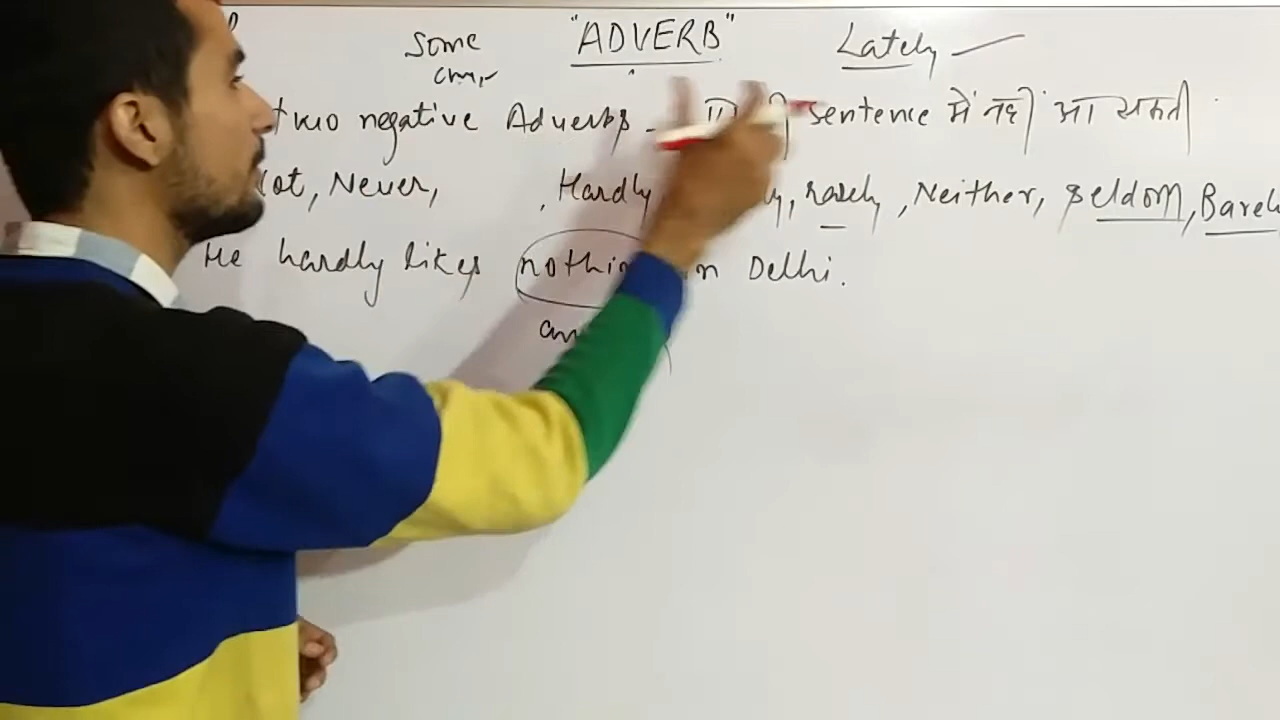 Some "ADVERB" Lately
two negative Adverbs - sentence में नही आ सकती
Not, Never, , Hardly rarely , Neither, seldom, Barely
He hardly likes nothing in Delhi.